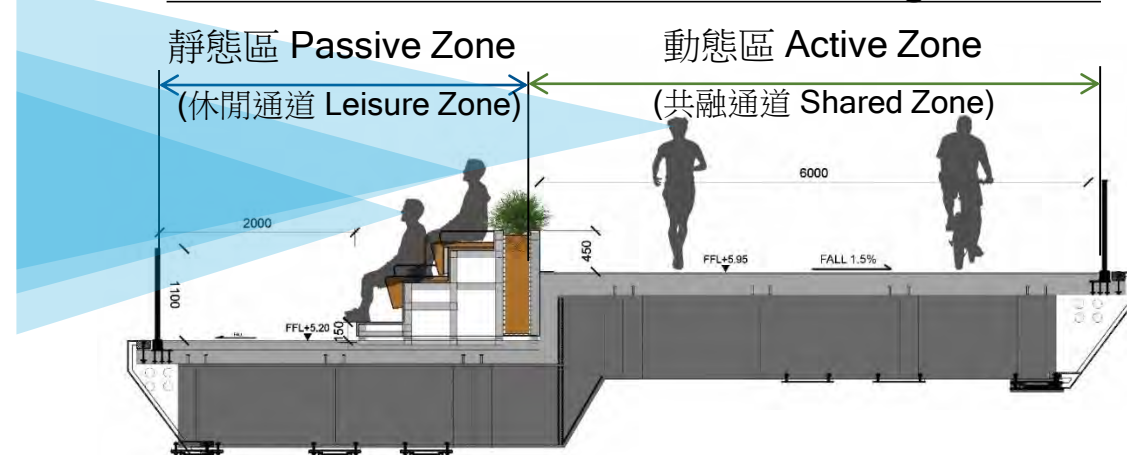 靜態區 Passive Zone
動態區 Active Zone
(休閒通道 Leisure Zone)
(共融通道 Shared Zone)
6000
2000
450
1100
150
FFL+5.95
FALL 1.5%
FFL+5.20